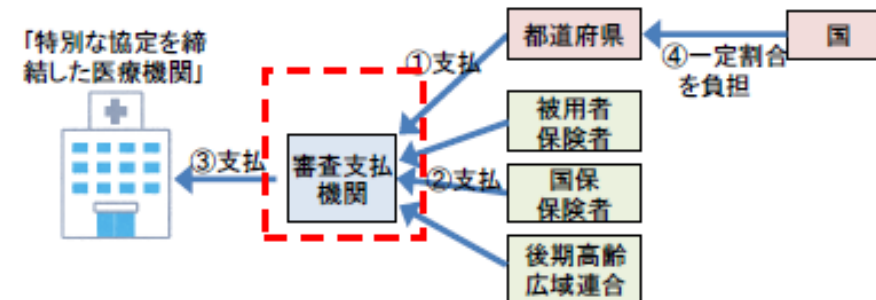 「特別な協定を締
結した医療機関」
③支払
審査支払
機関
①支払
②支払
都道府県
④一定割合
を負担
国
被用者
保険者
国保
保険者
後期高齢
広域連合